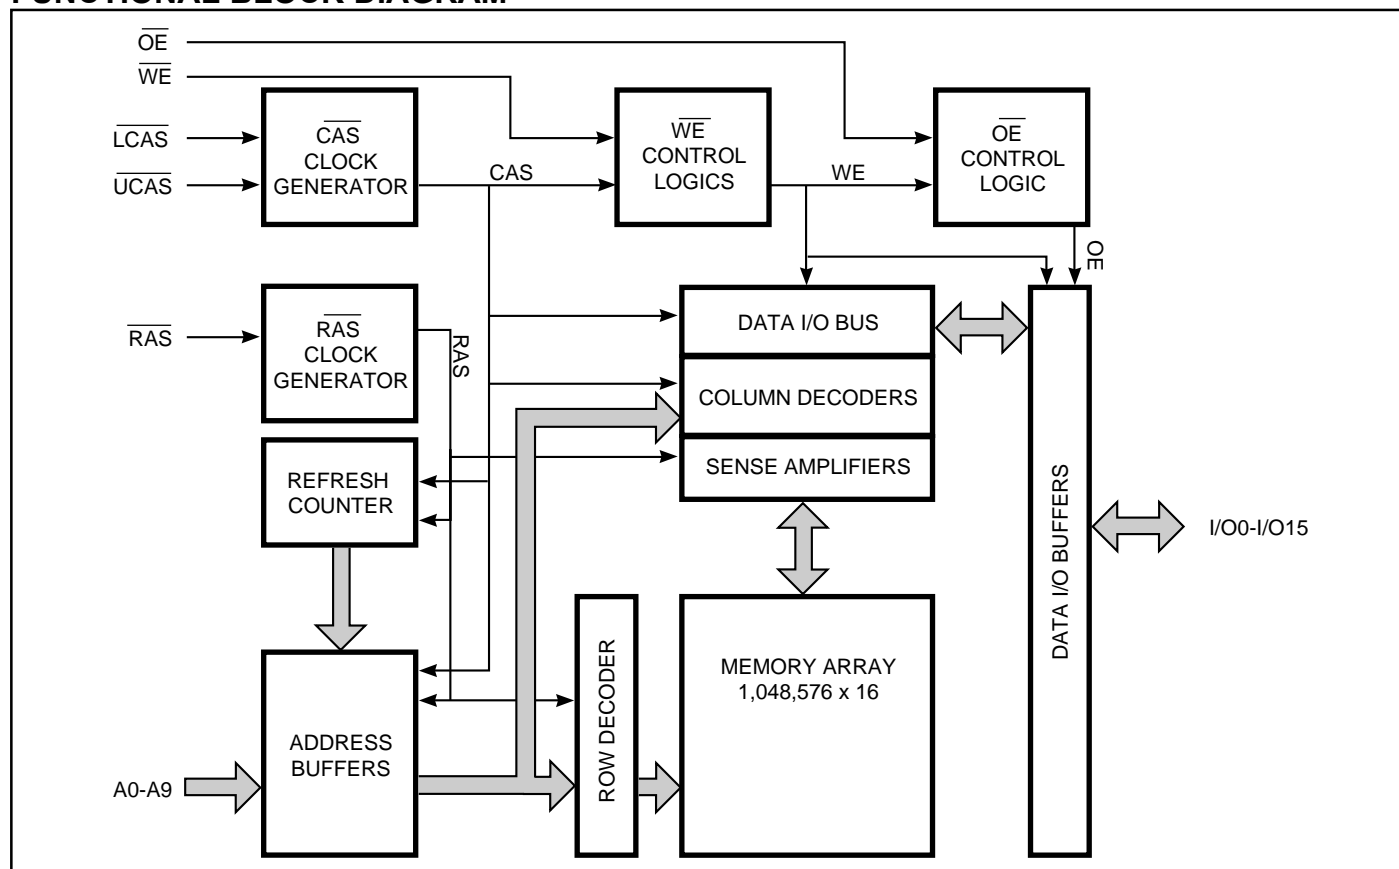 FUNCTIONAL BLOCK DIAGRAM
OE
WE
LCAS
UCAS
CAS
CLOCK
GENERATOR
CAS
WE
CONTROL
LOGICS
WE
OE
CONTROL
LOGIC
OE
RAS
RAS
CLOCK
GENERATOR
RAS
DATA I/O BUS
COLUMN DECODERS
SENSE AMPLIFIERS
REFRESH
COUNTER
DATA I/O BUFFERS
I/O0-I/O15
ADDRESS
BUFFERS
A0-A9
ROW DECODER
MEMORY ARRAY
1,048,576 x 16